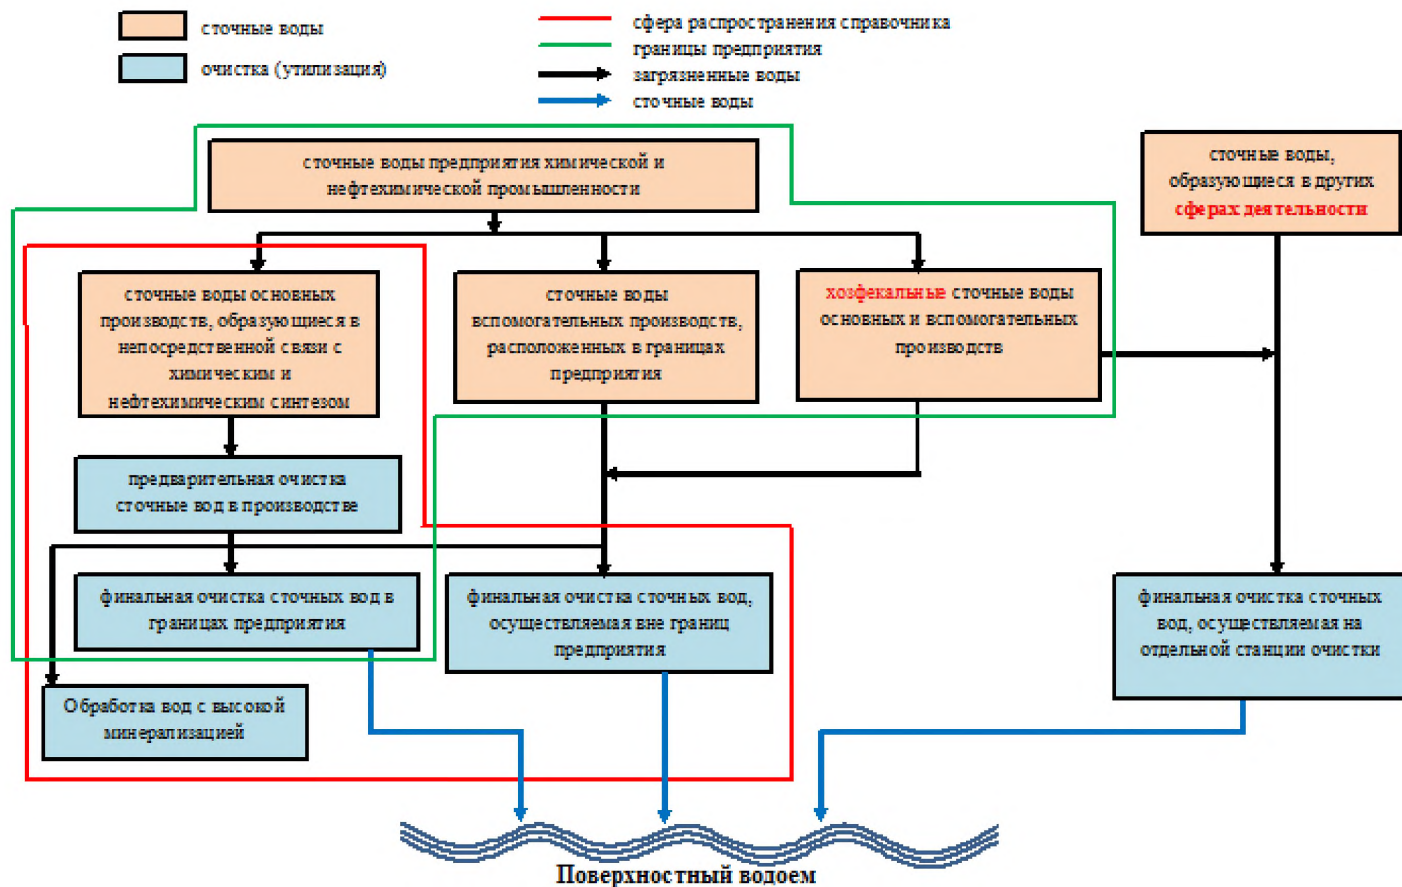 сточные воды
очистка (утилизация)
сфера распространения справочника
границы предприятия
загрязненные воды
сточные воды
сточные воды предприятия химической и
нефтехимической промышленности
сточные воды,
образующиеся в других
сферах деятельности
сточные воды основных
производств, образующиеся в
непосредственной связи с
химическим и
нефтехимическим синтезом
сточные воды
вспомогательных производств,
расположенных в границах
предприятия
хозфекальные сточные воды
основных и вспомогательных
производств
предварительная очистка
сточные вод в производстве
финальная очистка сточных вод в
границах предприятия
финальная очистка сточных вод,
осуществляемая вне границ
предприятия
финальная очистка сточных
вод, осуществляемая на
отдельной станции очистки
Обработка вод с высокой
минерализацией
Поверхностный водоем